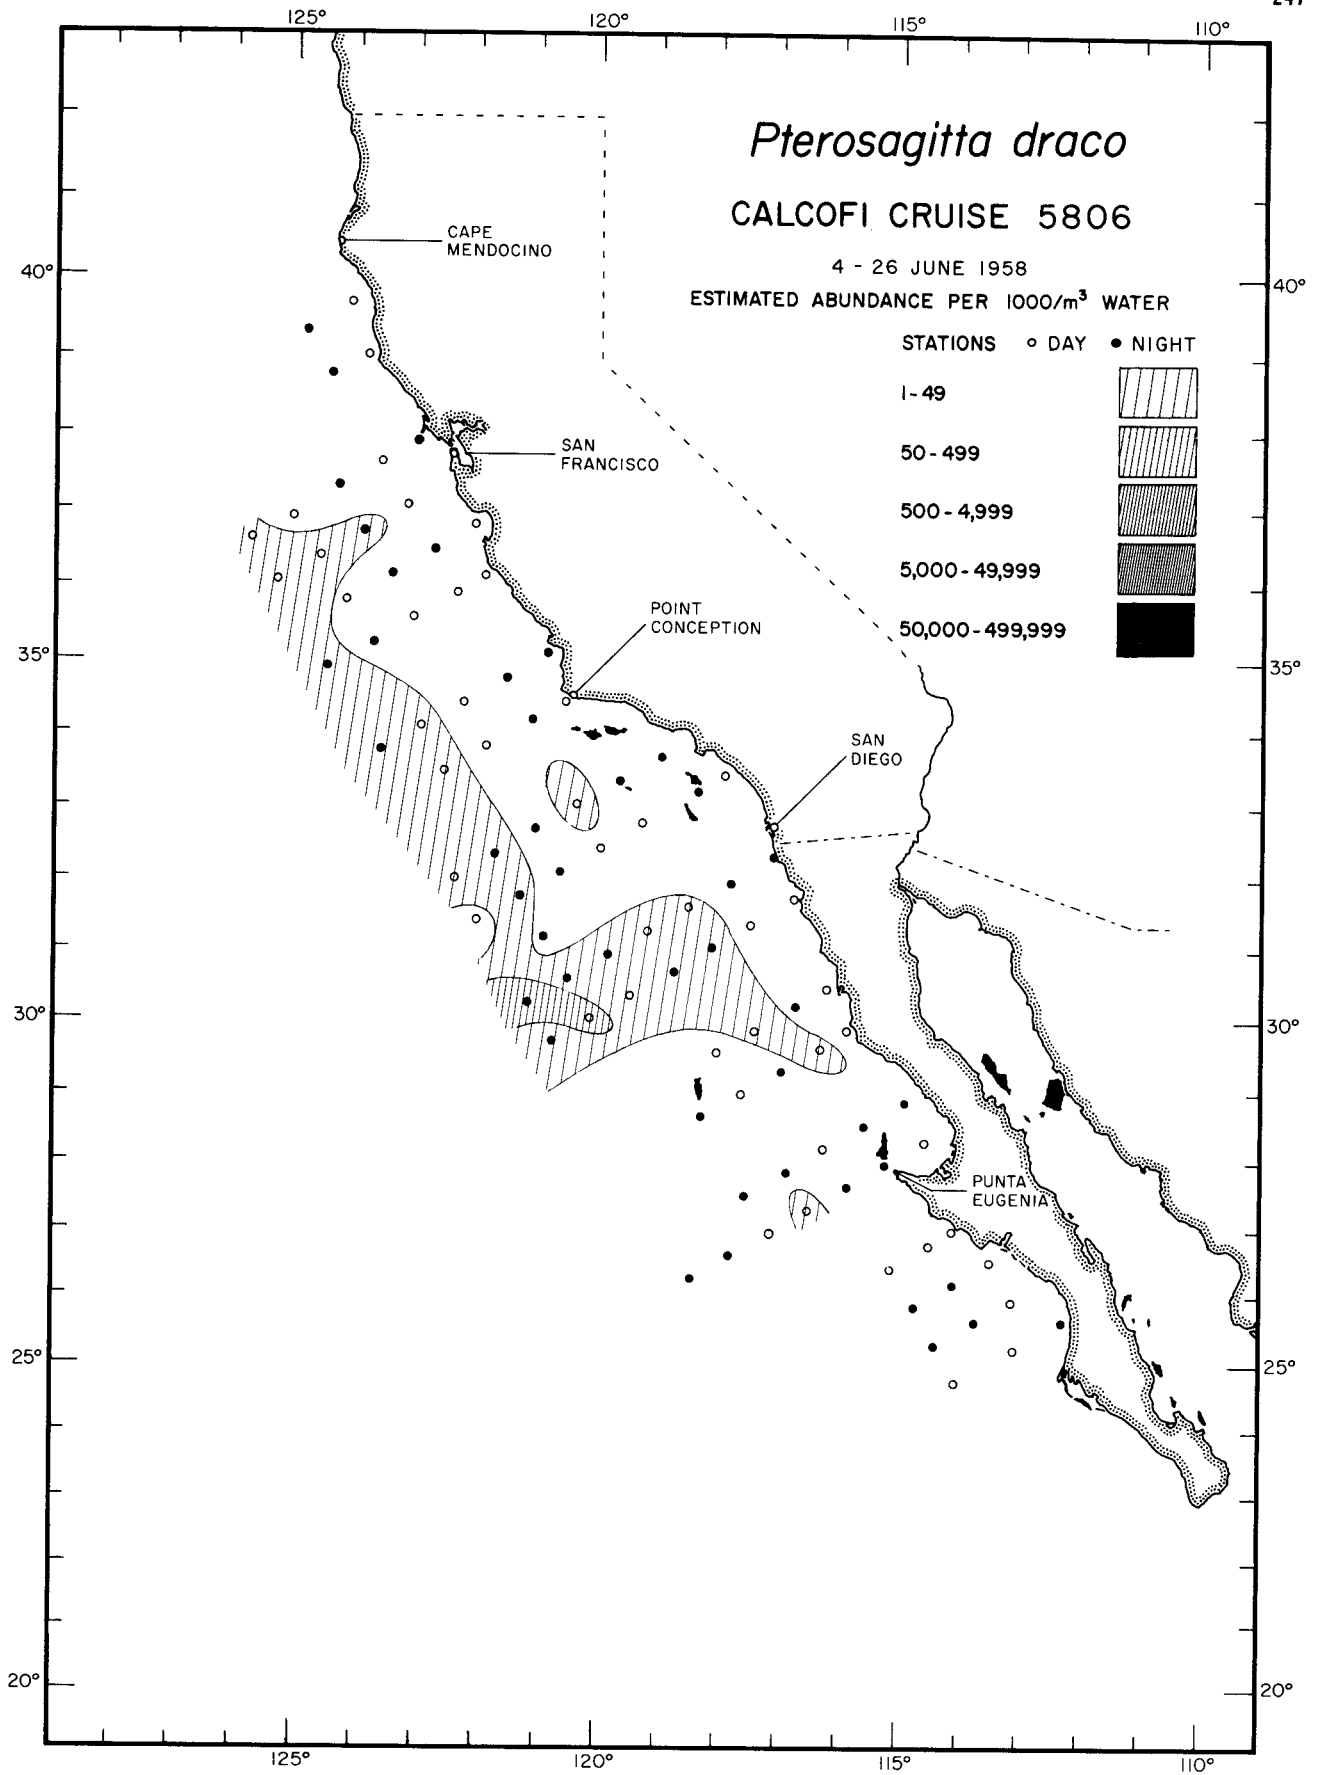 247
125° 120° 115° 110°
Pterosagitta draco
CALCOFI CRUISE 5806
4 - 26 JUNE 1958
ESTIMATED ABUNDANCE PER 1000/m³ WATER
STATIONS ○ DAY ● NIGHT
1 - 49
50 - 499
500 - 4,999
5,000 - 49,999
50,000 - 499,999
CAPE
MENDOCINO
40° 40°
SAN
FRANCISCO
POINT
CONCEPTION
35° 35°
SAN
DIEGO
30° 30°
PUNTA
EUGENIA
25° 25°
20° 20°
125° 120° 115° 110°